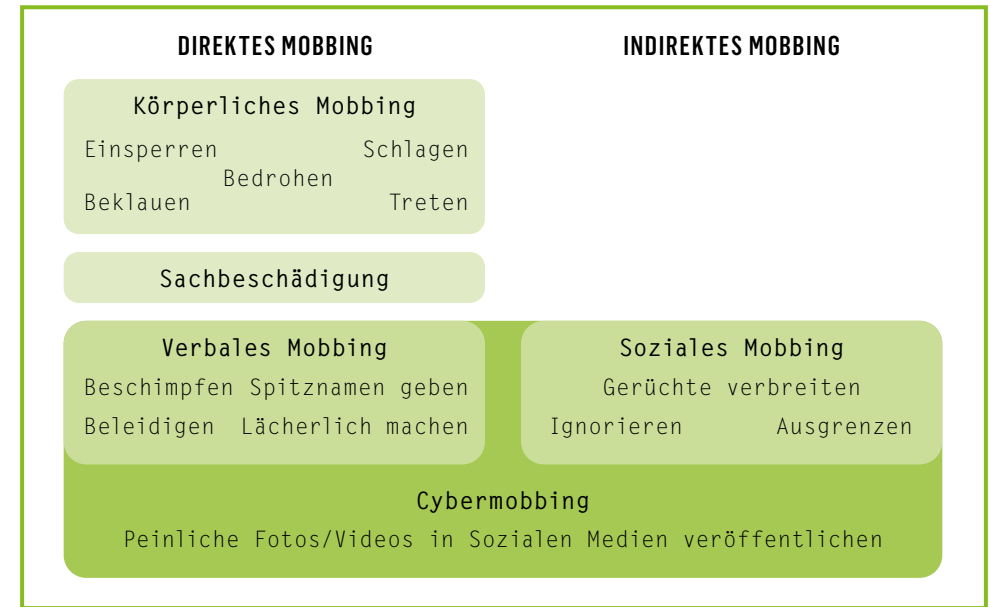 DIREKTES MOBBING
INDIREKTES MOBBING
Körperliches Mobbing
Einsperren Schlagen
Bedrohen
Beklauen Treten
Sachbeschädigung
Verbales Mobbing
Beschimpfen Spitznamen geben
Beleidigen Lächerlich machen
Soziales Mobbing
Gerüchte verbreiten
Ignorieren Ausgrenzen
Cybermobbing
Peinliche Fotos/Videos in Sozialen Medien veröffentlichen